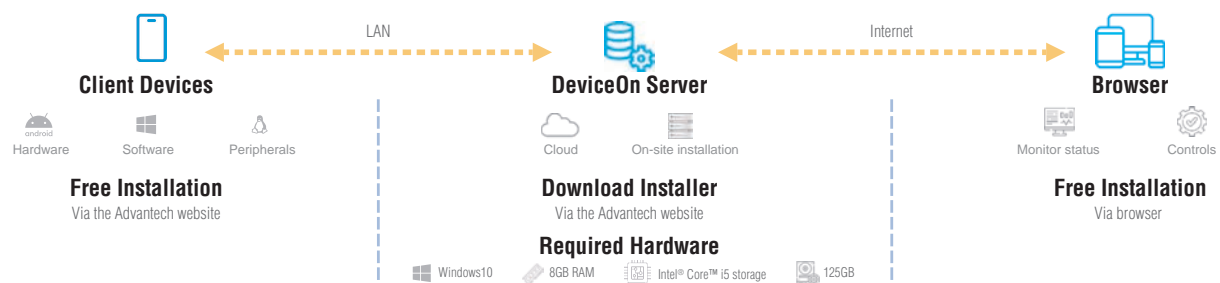 LAN
Internet
Client Devices
DeviceOn Server
Browser
android
Hardware
Software
Peripherals
Cloud
On-site installation
Monitor status
Controls
Free Installation
Via the Advantech website
Download Installer
Via the Advantech website
Free Installation
Via browser
Required Hardware
Windows10
8GB RAM
Intel® Core™ i5 storage
125GB